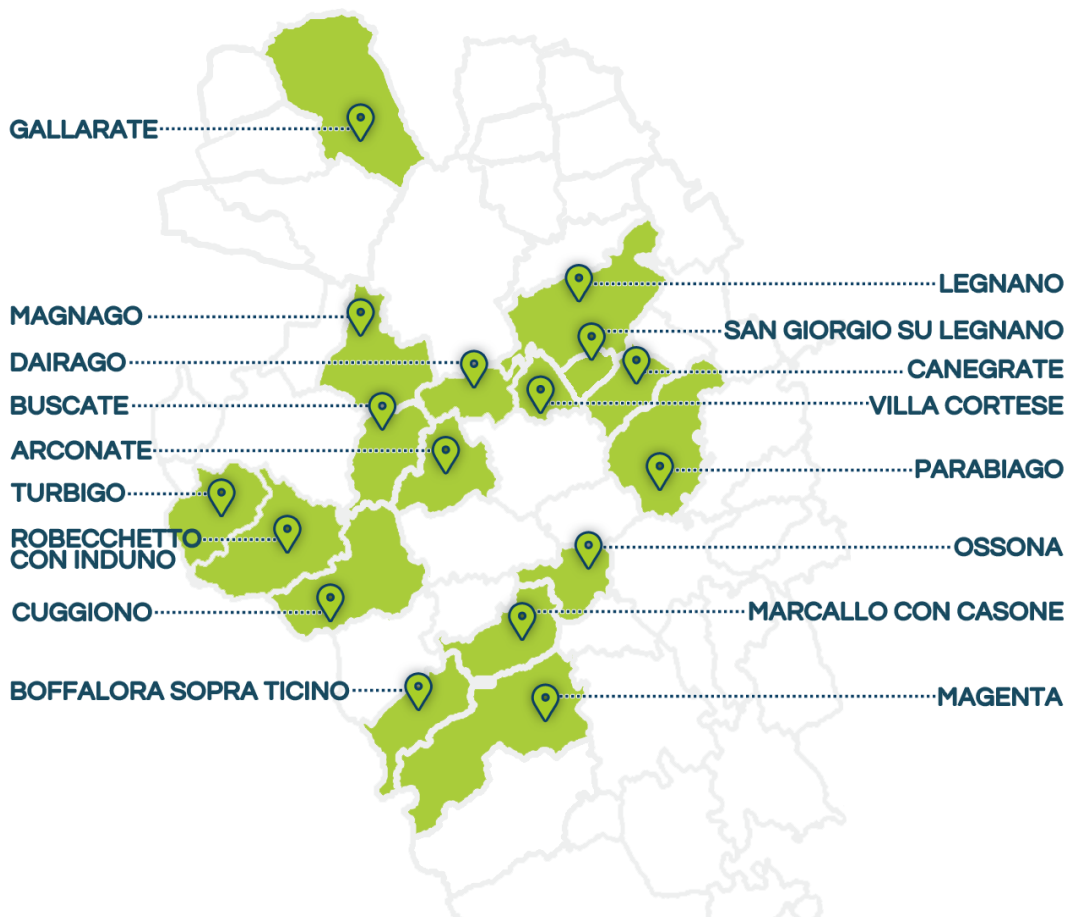 GALLARATE
MAGNAGO
DAIRAGO
BUSCATE
ARCONATE
TURBIGO
ROBECCHETTO
CON INDUNO
CUGGIONO
BOFFALORA SOPRA TICINO
LEGNANO
SAN GIORGIO SU LEGNANO
CANEGRATE
VILLA CORTESE
PARABIAGO
OSSONA
MARCALLO CON CASONE
MAGENTA